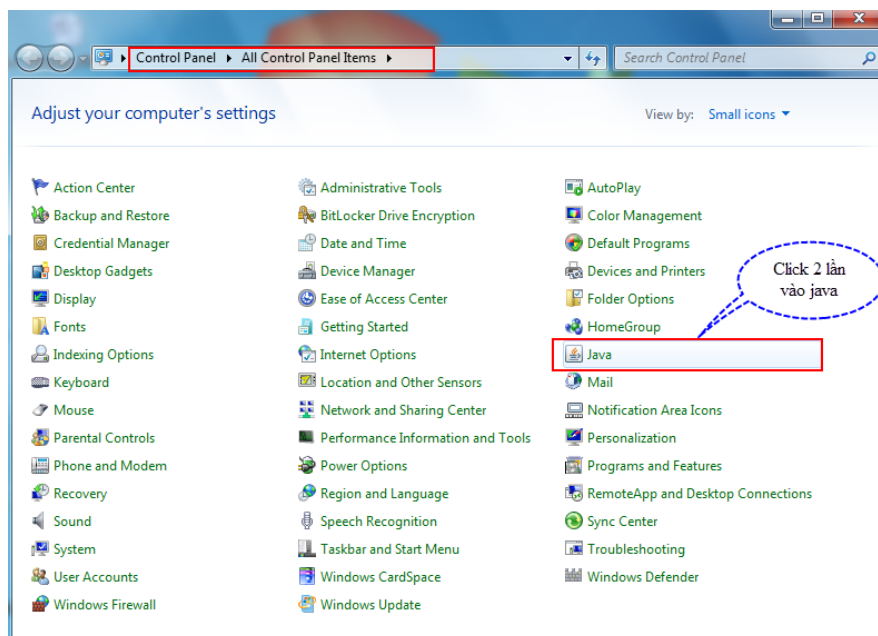 Control Panel All Control Panel Items
Search Control Panel
Adjust your computer's settings
View by: Small icons
Action Center
Administrative Tools
AutoPlay
Backup and Restore
BitLocker Drive Encryption
Color Management
Credential Manager
Date and Time
Default Programs
Desktop Gadgets
Device Manager
Devices and Printers
Click 2 lần
vào java
Display
Ease of Access Center
Folder Options
Fonts
Getting Started
HomeGroup
Indexing Options
Internet Options
Java
Keyboard
Location and Other Sensors
Mail
Mouse
Network and Sharing Center
Notification Area Icons
Parental Controls
Performance Information and Tools
Personalization
Phone and Modem
Power Options
Programs and Features
Recovery
Region and Language
RemoteApp and Desktop Connections
Sound
Speech Recognition
Sync Center
System
Taskbar and Start Menu
Troubleshooting
User Accounts
Windows CardSpace
Windows Defender
Windows Firewall
Windows Update